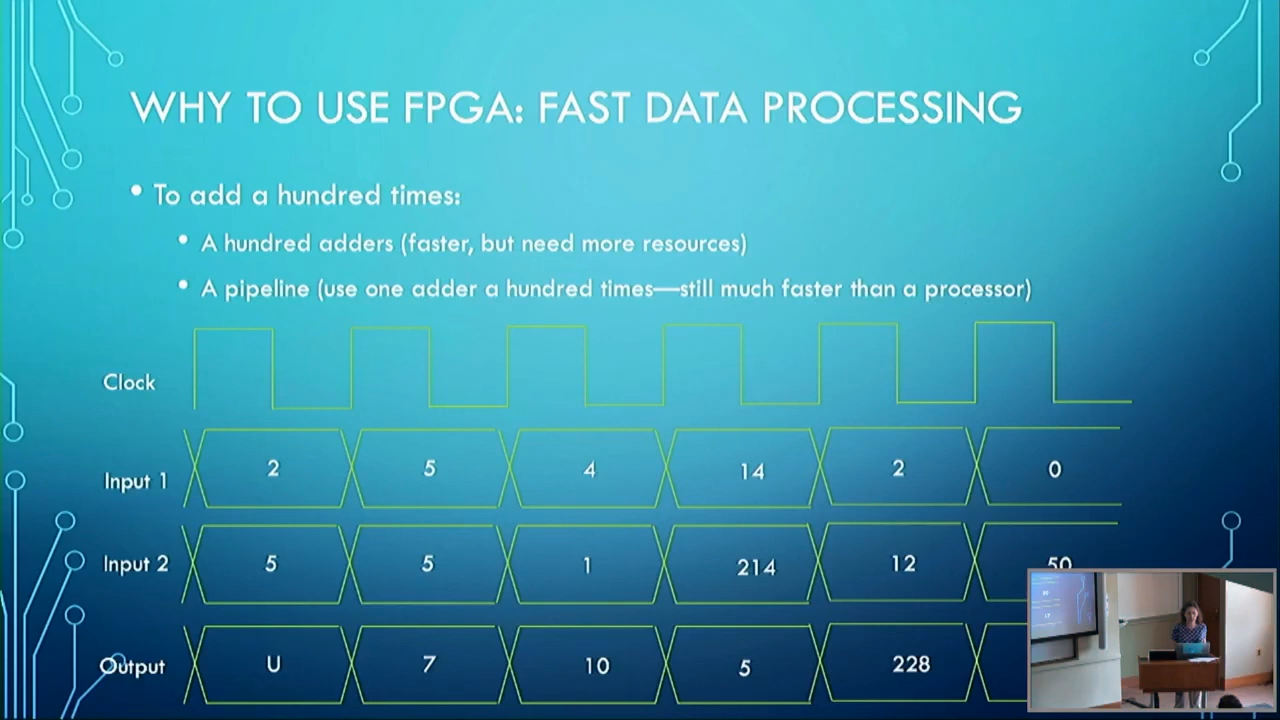 WHY TO USE FPGA: FAST DATA PROCESSING
• To add a hundred times:
• A hundred adders (faster, but need more resources)
• A pipeline (use one adder a hundred times—still much faster than a processor)
Clock
Input 1 2 5 4 14 2 0
Input 2 5 5 1 214 12 50
Output U 7 10 5 228